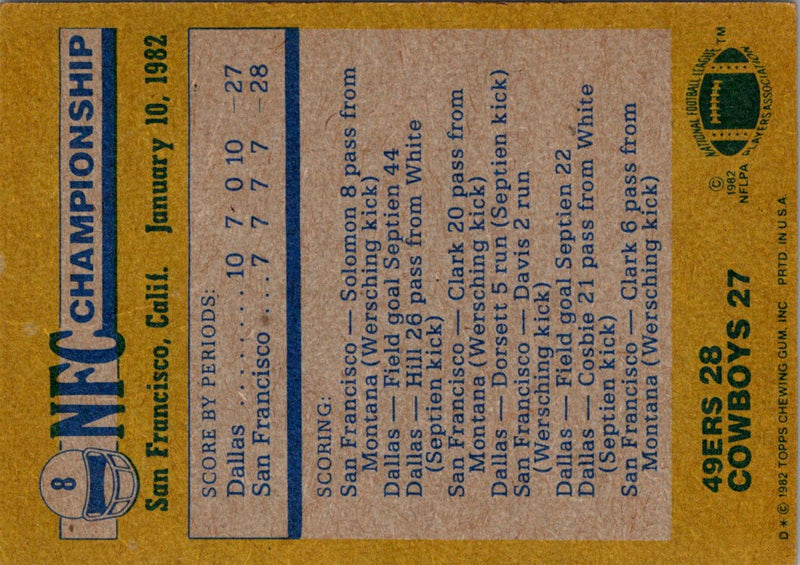 8
NFC CHAMPIONSHIP
San Francisco, Calif. January 10, 1982
SCORE BY PERIODS:
Dallas ........ 10 7 0 10 —27
San Francisco .... 7 7 7 7 —28
SCORING:
San Francisco — Solomon 8 pass from
Montana (Wersching kick)
Dallas — Field goal Septien 44
Dallas — Hill 26 pass from White
(Septien kick)
San Francisco — Clark 20 pass from
Montana (Wersching kick)
Dallas — Dorsett 5 run (Septien kick)
San Francisco — Davis 2 run
(Wersching kick)
Dallas — Field goal Septien 22
Dallas — Cosbie 21 pass from White
(Septien kick)
San Francisco — Clark 6 pass from
Montana (Wersching kick)
49ERS 28
COWBOYS 27
NATIONAL FOOTBALL LEAGUE
PLAYERS ASSOCIATION
TM
©
1982
NFLPA
D * © 1982 TOPPS CHEWING GUM, INC. PRTD. IN U.S.A.